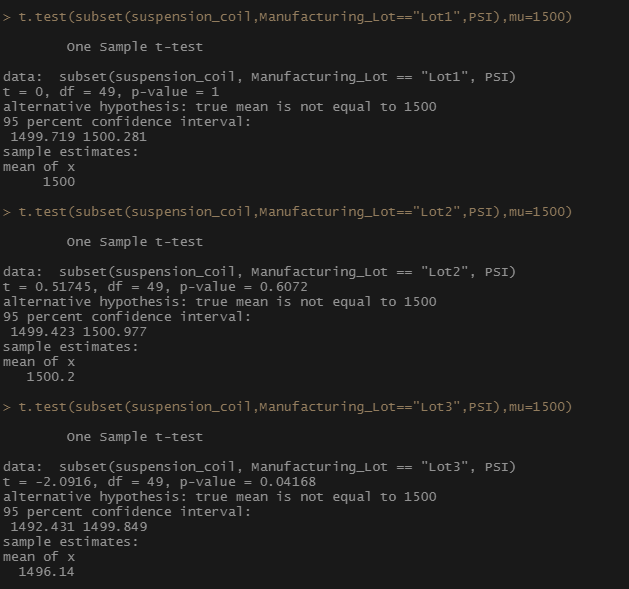 > t.test(subset(suspension_coil,Manufacturing_Lot=="Lot1",PSI),mu=1500)
One Sample t-test
data:  subset(suspension_coil, Manufacturing_Lot == "Lot1", PSI)
t = 0, df = 49, p-value = 1
alternative hypothesis: true mean is not equal to 1500
95 percent confidence interval:
1499.719 1500.281
sample estimates:
mean of x
1500
> t.test(subset(suspension_coil,Manufacturing_Lot=="Lot2",PSI),mu=1500)
One Sample t-test
data:  subset(suspension_coil, Manufacturing_Lot == "Lot2", PSI)
t = 0.51745, df = 49, p-value = 0.6072
alternative hypothesis: true mean is not equal to 1500
95 percent confidence interval:
1499.423 1500.977
sample estimates:
mean of x
1500.2
> t.test(subset(suspension_coil,Manufacturing_Lot=="Lot3",PSI),mu=1500)
One Sample t-test
data:  subset(suspension_coil, Manufacturing_Lot == "Lot3", PSI)
t = -2.0916, df = 49, p-value = 0.04168
alternative hypothesis: true mean is not equal to 1500
95 percent confidence interval:
1492.431 1499.849
sample estimates:
mean of x
1496.14